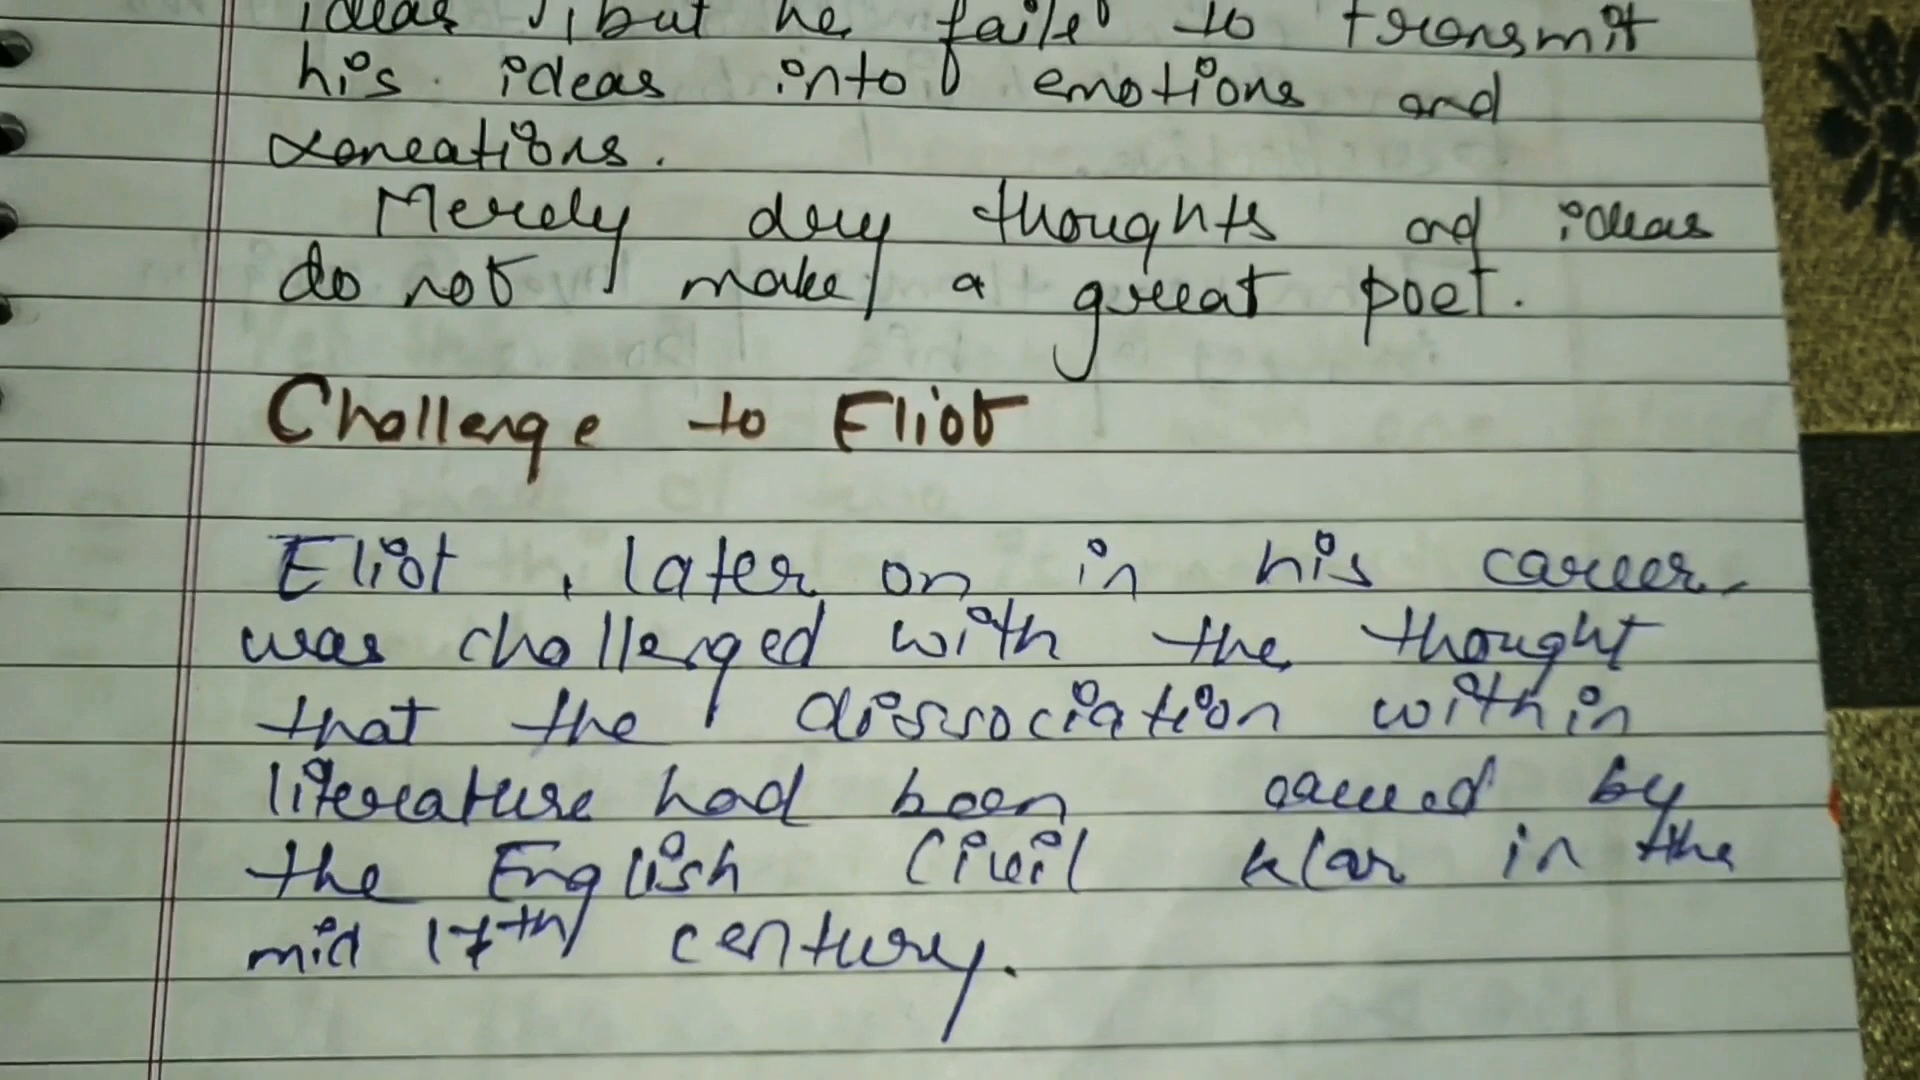 ideas, but he failed to transmit
his ideas into emotions and
sensations.
Merely dry thoughts and ideas
do not make a great poet.
Challenge to Eliot
Eliot, later on in his career,
was challenged with the thought
that the dissociation within
literature had been caused by
the English Civil War in the
mid 17th century.